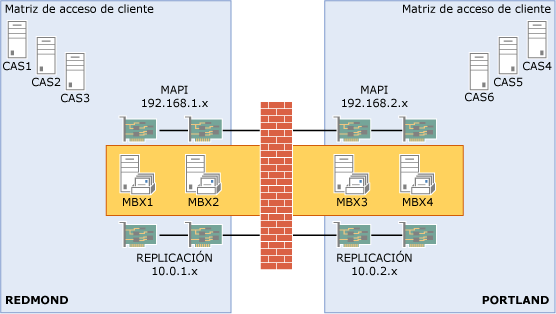 Matriz de acceso de cliente
CAS1
CAS2
CAS3
MAPI
192.168.1.x
MBX1
MBX2
REPLICACIÓN
10.0.1.x
REDMOND
Matriz de acceso de cliente
CAS4
CAS5
CAS6
MAPI
192.168.2.x
MBX3
MBX4
REPLICACIÓN
10.0.2.x
PORTLAND